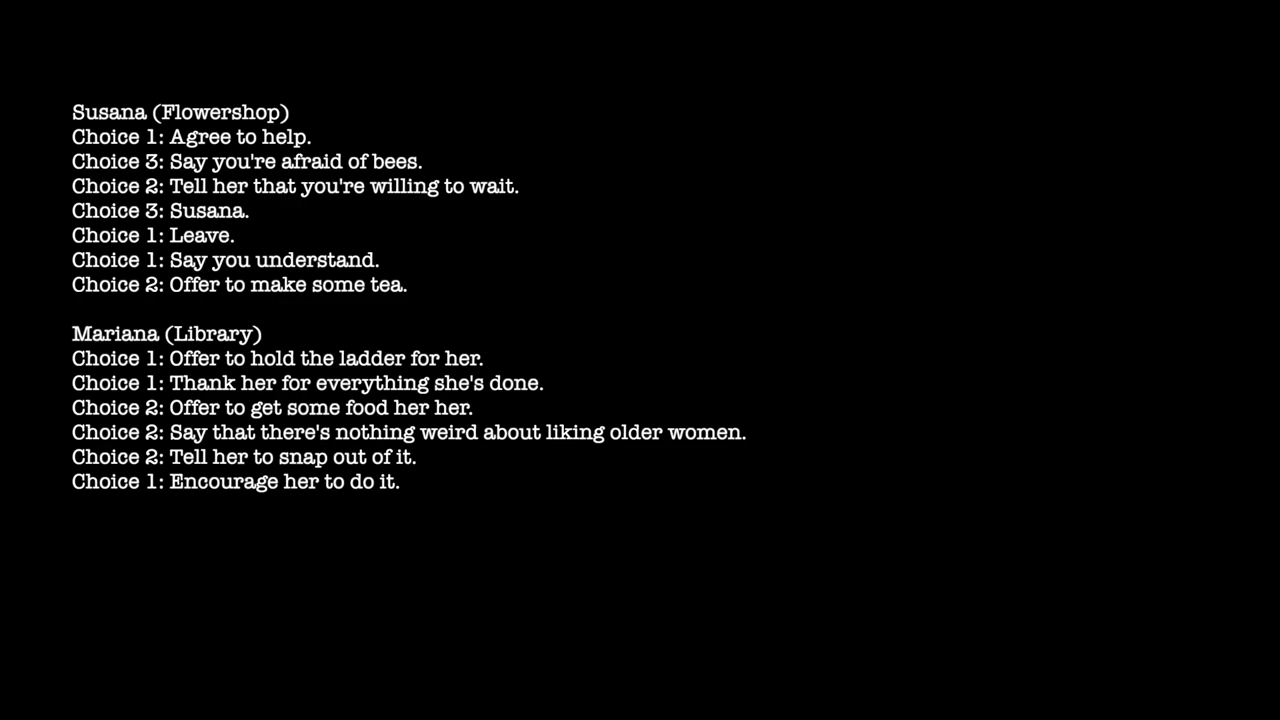 Susana (Flowershop)
Choice 1: Agree to help.
Choice 3: Say you're afraid of bees.
Choice 2: Tell her that you're willing to wait.
Choice 3: Susana.
Choice 1: Leave.
Choice 1: Say you understand.
Choice 2: Offer to make some tea.
Mariana (Library)
Choice 1: Offer to hold the ladder for her.
Choice 1: Thank her for everything she's done.
Choice 2: Offer to get some food her her.
Choice 2: Say that there's nothing weird about liking older women.
Choice 2: Tell her to snap out of it.
Choice 1: Encourage her to do it.